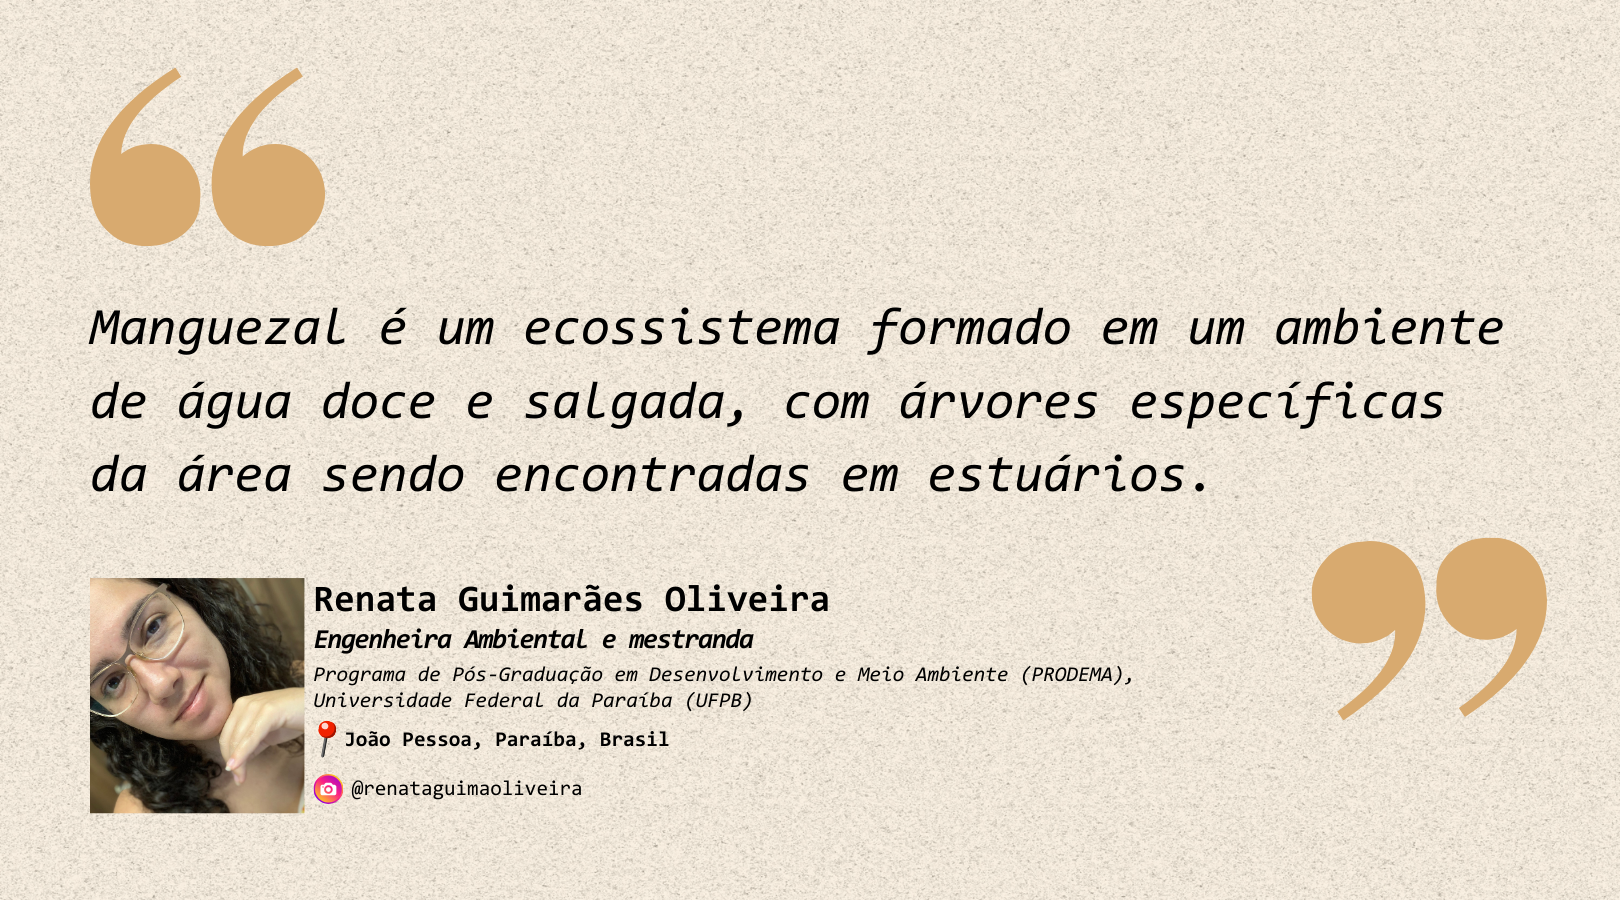 Manguezal é um ecossistema formado em um ambiente
de água doce e salgada, com árvores específicas
da área sendo encontradas em estuários.
Renata Guimarães Oliveira
Engenheira Ambiental e mestranda
Programa de Pós-Graduação em Desenvolvimento e Meio Ambiente (PRODEMA),
Universidade Federal da Paraíba (UFPB)
João Pessoa, Paraíba, Brasil
@renataguimaoliveira